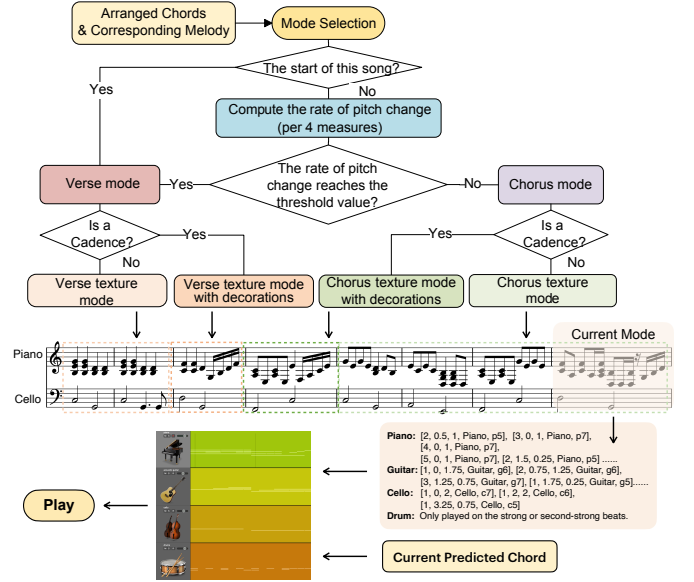 Arranged Chords
& Corresponding Melody
Mode Selection
The start of this song?
Yes
No
Compute the rate of pitch change
(per 4 measures)
The rate of pitch
change reaches the
threshold value?
Verse mode
Yes
No
Chorus mode
Is a
Cadence?
Yes
No
Yes
Is a
Cadence?
No
Verse texture
mode
Verse texture mode
with decorations
Chorus texture mode
with decorations
Chorus texture
mode
Current Mode
Piano
Cello
Piano: [2, 0.5, 1, Piano, p5], [3, 0, 1, Piano, p7],
[4, 0, 1, Piano, p7],
[5, 0, 1, Piano, p7], [2, 1.5, 0.25, Piano, p5] ......
Guitar: [1, 0, 1.75, Guitar, g6], [2, 0.75, 1.25, Guitar, g6],
[3, 1.25, 0.75, Guitar, g7], [1, 1.75, 0.25, Guitar, g5]......
Cello: [1, 0, 2, Cello, c7], [1, 2, 2, Cello, c6],
[1, 3.25, 0.75, Cello, c5]
Drum: Only played on the strong or second-strong beats.
Play
Current Predicted Chord